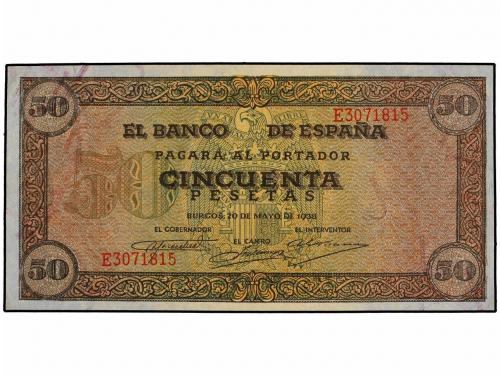 50 50
E3071815
EL BANCO DE ESPAÑA
PAGARÁ AL PORTADOR
50
CINCUENTA
PESETAS
BURGOS, 20 DE MAYO DE 1938
EL GOBERNADOR EL INTERVENTOR
EL CAJERO
E3071815
50 50